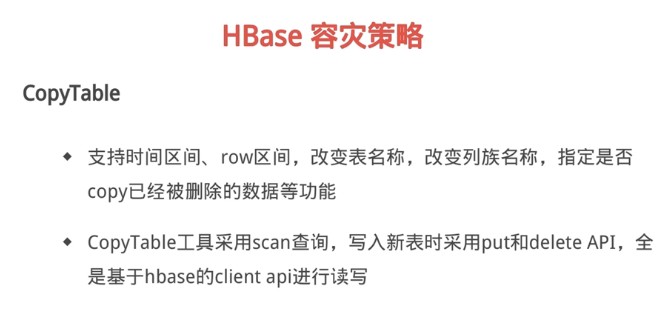 HBase 容灾策略
CopyTable
支持时间区间、row区间，改变表名称，改变列族名称，指定是否
copy已经被删除的数据等功能
CopyTable工具采用scan查询，写入新表时采用put和delete API，全
是基于hbase的client api进行读写